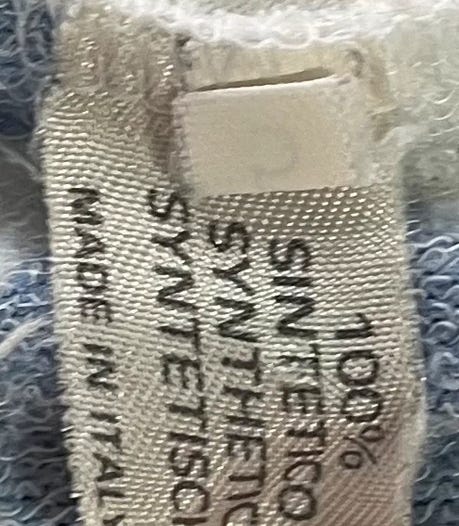 100%
SINTETICO
SYNTHETIC
SYNTETISCH
MADE IN ITALY